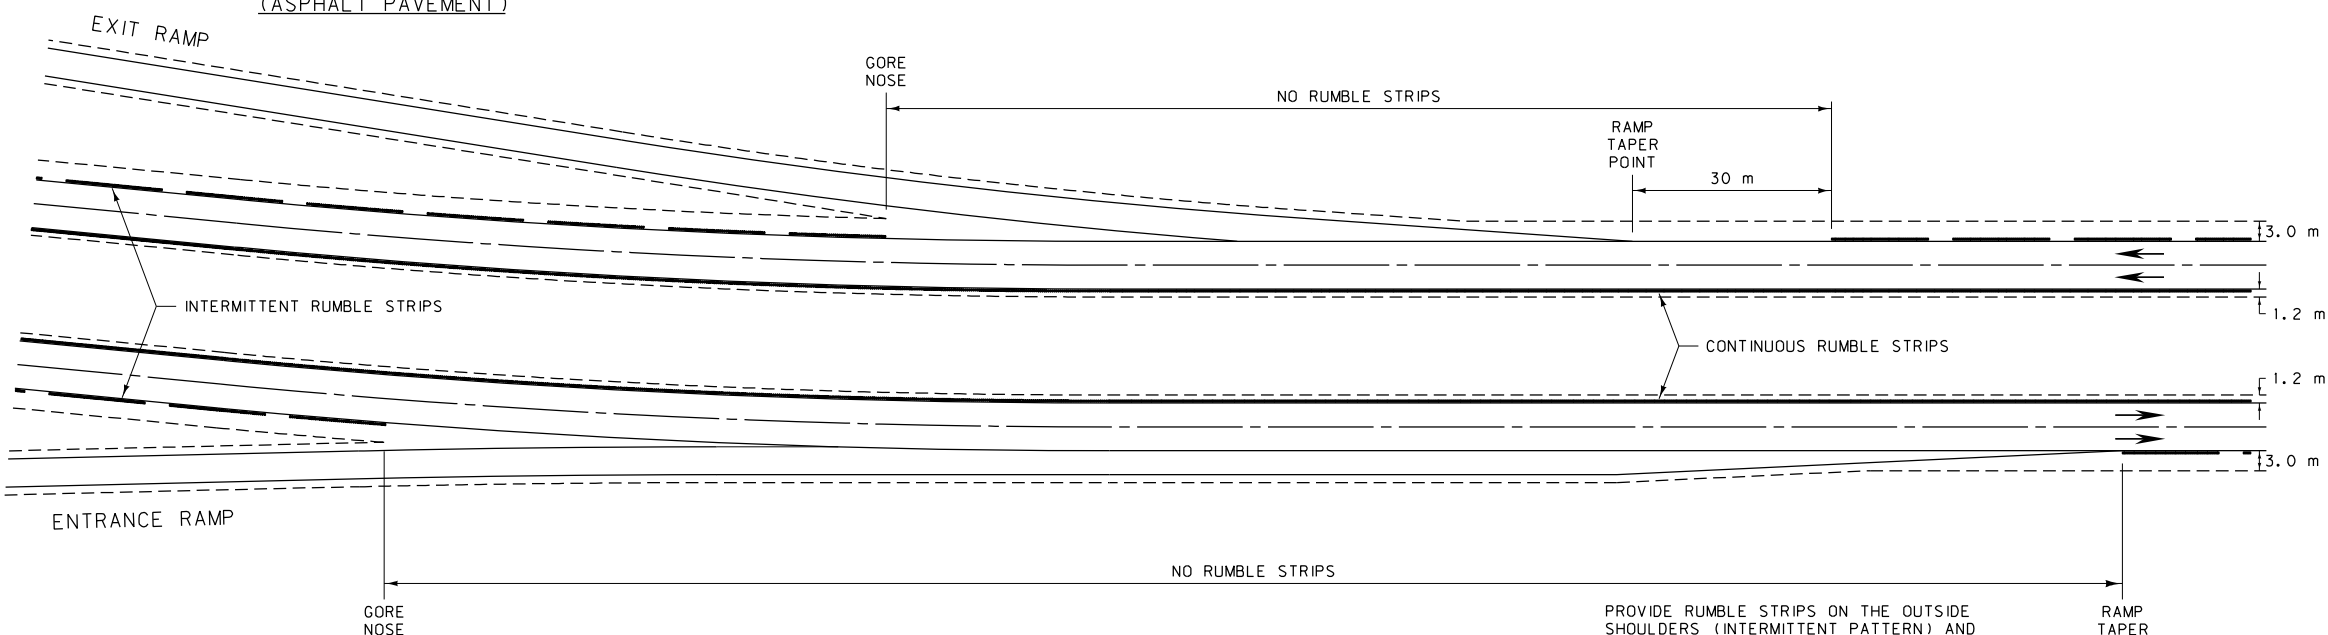 (ASPHALT PAVEMENT)
EXIT RAMP
GORE
NOSE
NO RUMBLE STRIPS
RAMP
TAPER
POINT
30 m
3.0 m
INTERMITTENT RUMBLE STRIPS
1.2 m
CONTINUOUS RUMBLE STRIPS
1.2 m
3.0 m
ENTRANCE RAMP
NO RUMBLE STRIPS
GORE
NOSE
PROVIDE RUMBLE STRIPS ON THE OUTSIDE
SHOULDERS (INTERMITTENT PATTERN) AND
RAMP
TAPER